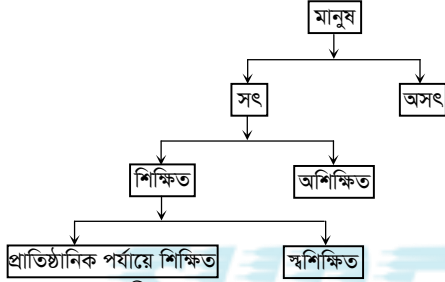 মানুষ
সৎ অসৎ
শিক্ষিত অশিক্ষিত
প্রাতিষ্ঠানিক পর্যায়ে শিক্ষিত স্বশিক্ষিত